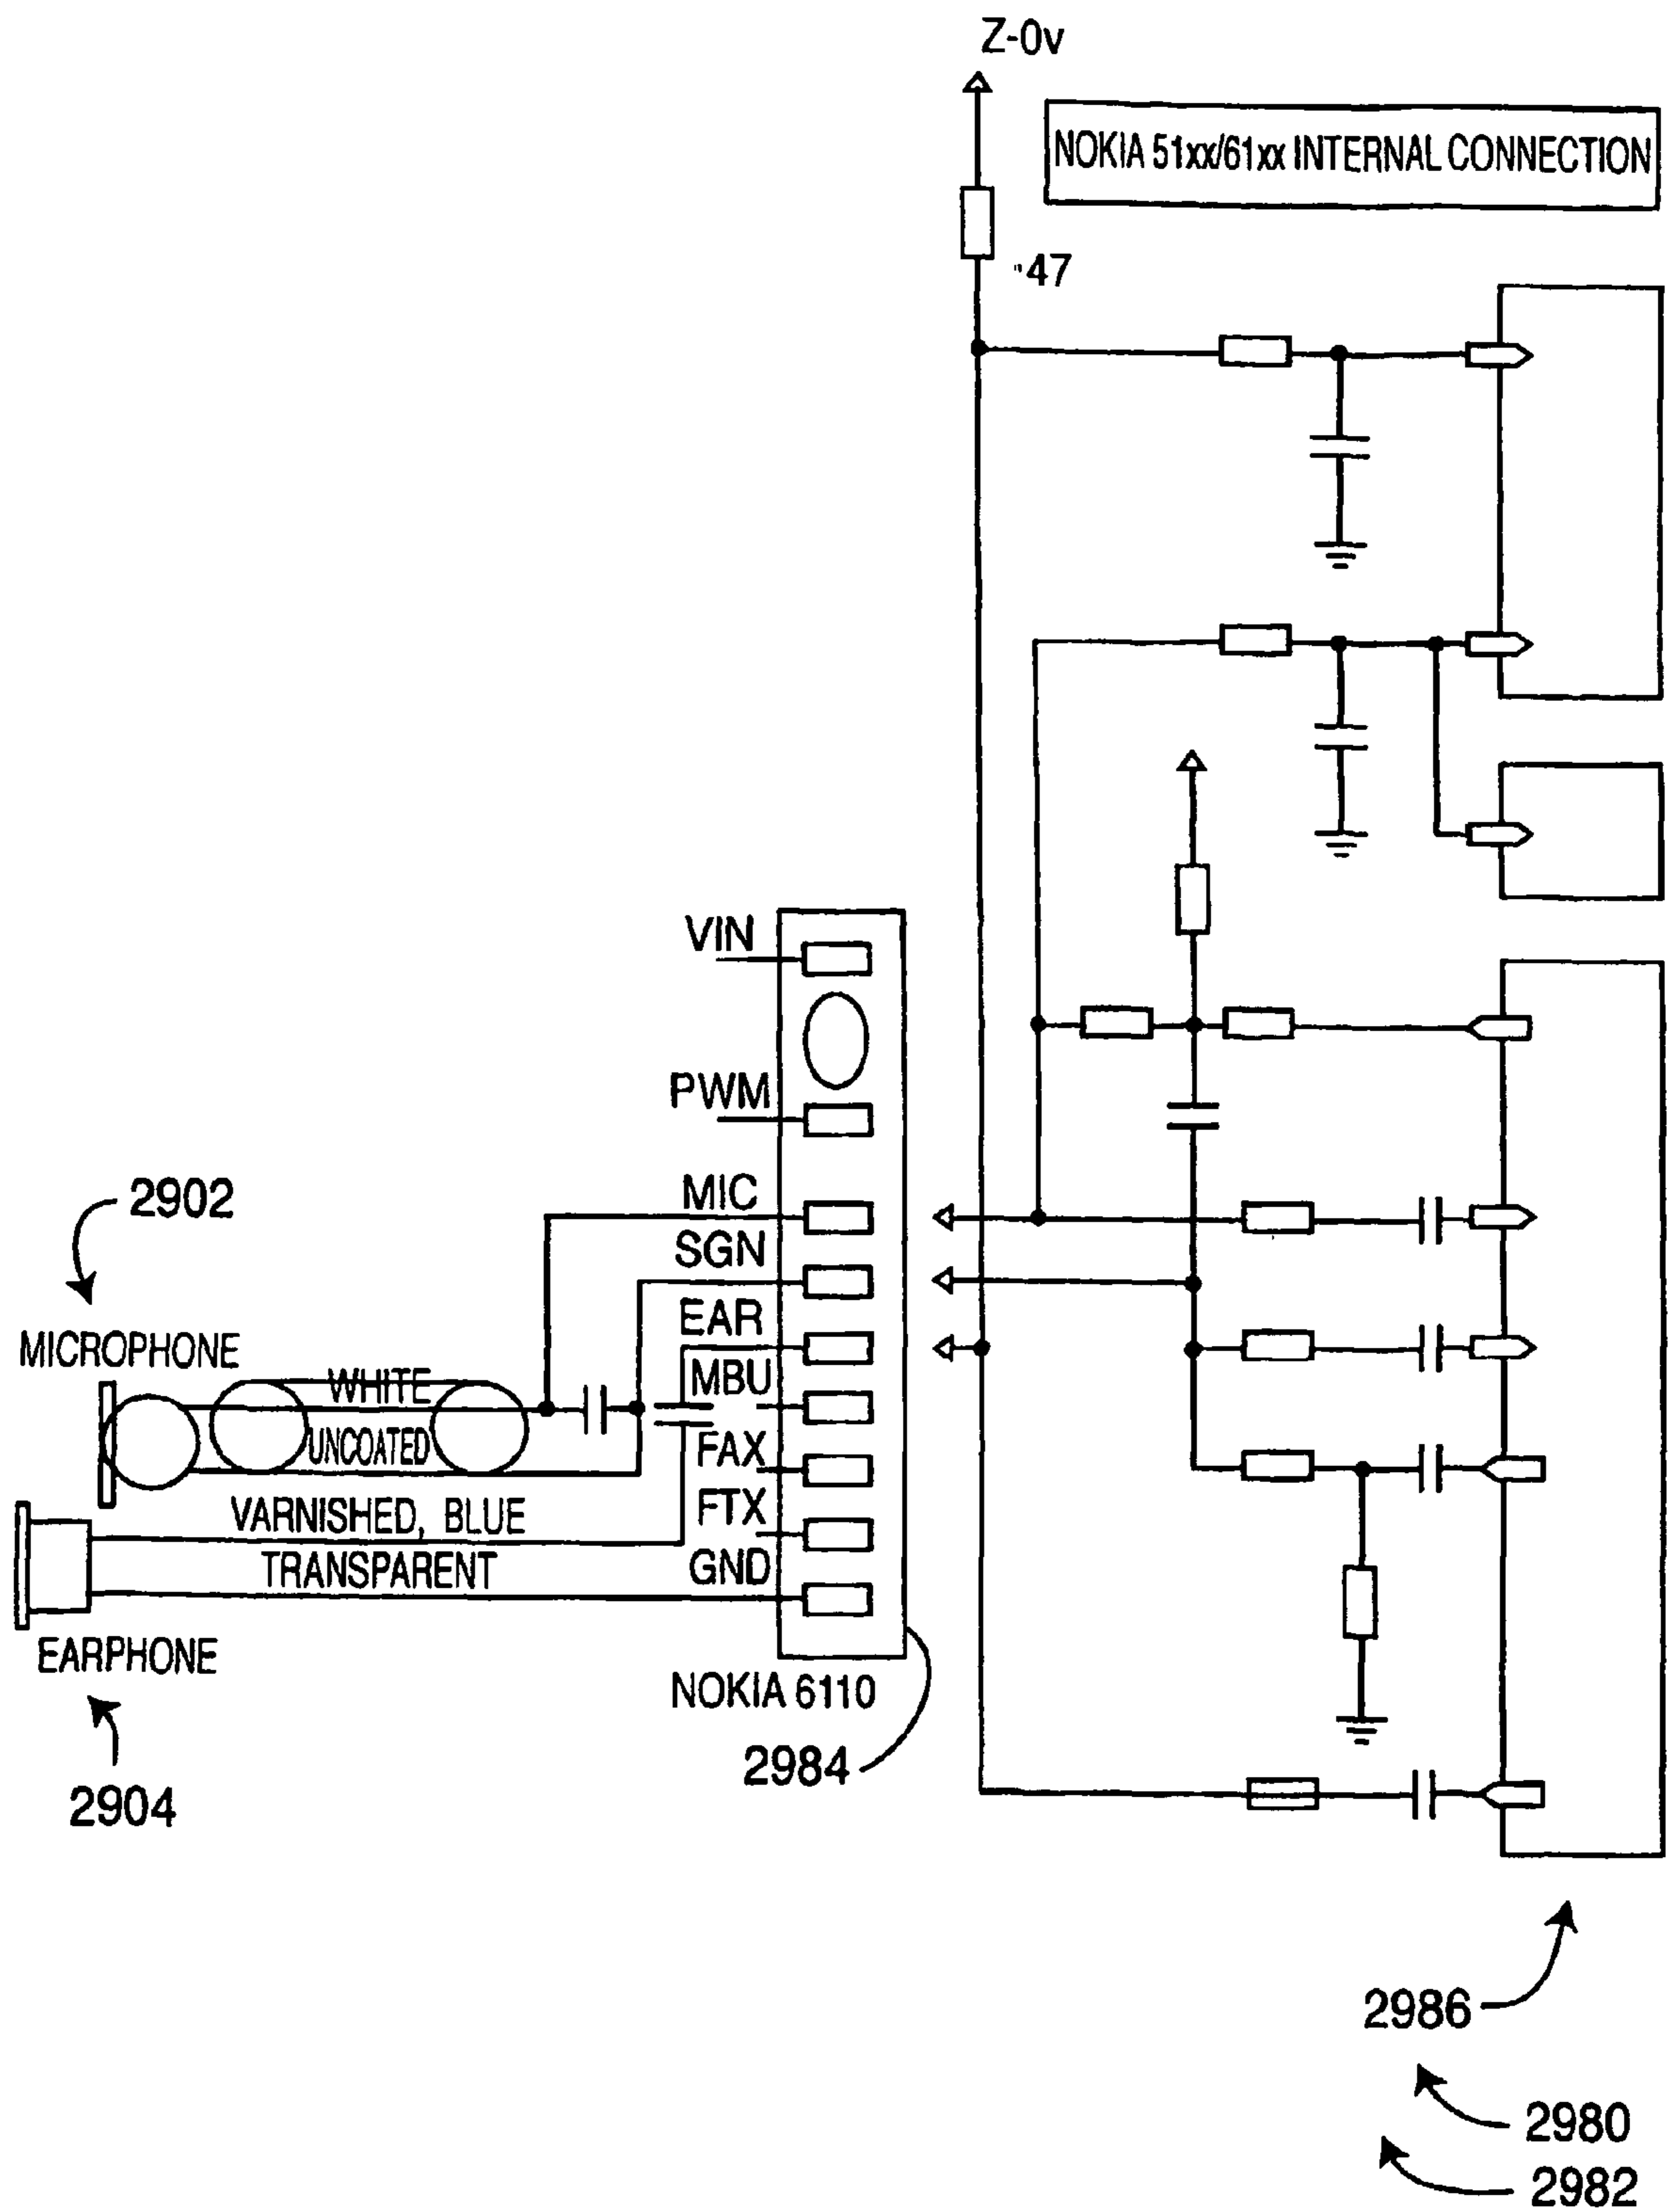 Z-0v
NOKIA 51xx/61xx INTERNAL CONNECTION
47
VIN
PWM
MIC
SGN
EAR
MBU
FAX
FTX
GND
NOKIA 6110
2984
2902
MICROPHONE
WHITE
UNCOATED
VARNISHED, BLUE
TRANSPARENT
EARPHONE
2904
2986
2980
2982